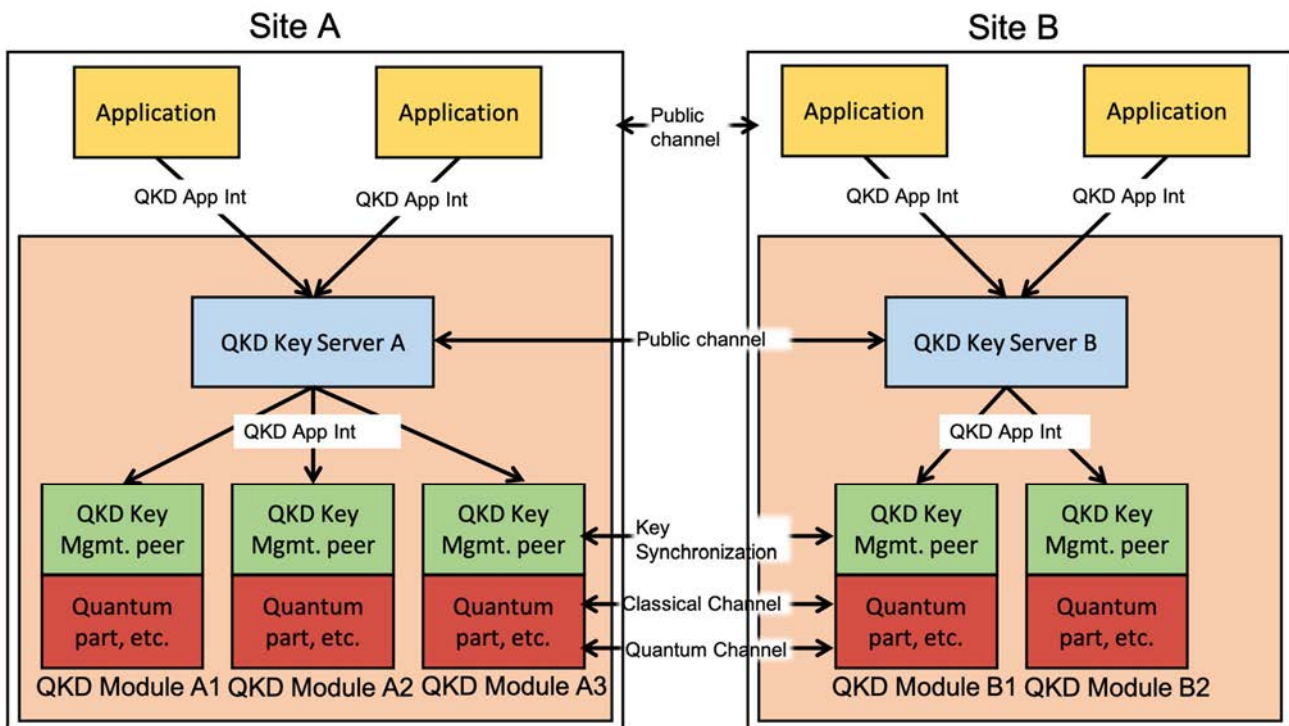 Site A
Site B
Application
Application
Public
channel
Application
Application
QKD App Int
QKD App Int
QKD App Int
QKD App Int
QKD Key Server A
Public channel
QKD Key Server B
QKD App Int
QKD App Int
QKD Key
Mgmt. peer
QKD Key
Mgmt. peer
QKD Key
Mgmt. peer
Key
Synchronization
QKD Key
Mgmt. peer
QKD Key
Mgmt. peer
Quantum
part, etc.
Quantum
part, etc.
Quantum
part, etc.
Classical Channel
Quantum Channel
Quantum
part, etc.
Quantum
part, etc.
QKD Module A1
QKD Module A2
QKD Module A3
QKD Module B1
QKD Module B2